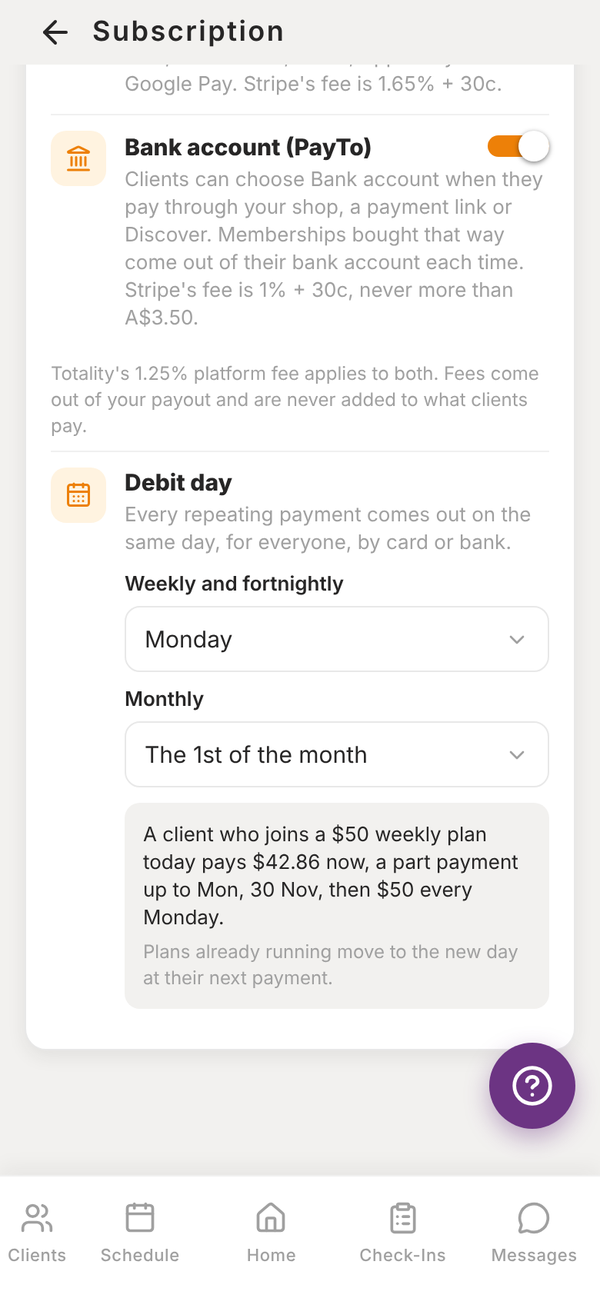 Subscription
Google Pay. Stripe's fee is 1.65% + 30c.
Bank account (PayTo)
Clients can choose Bank account when they
pay through your shop, a payment link or
Discover. Memberships bought that way
come out of their bank account each time.
Stripe's fee is 1% + 30c, never more than
A$3.50.
Totality's 1.25% platform fee applies to both. Fees come
out of your payout and are never added to what clients
pay.
Debit day
Every repeating payment comes out on the
same day, for everyone, by card or bank.
Weekly and fortnightly
Monday
Monthly
The 1st of the month
A client who joins a $50 weekly plan
today pays $42.86 now, a part payment
up to Mon, 30 Nov, then $50 every
Monday.
Plans already running move to the new day
at their next payment.
Clients
Schedule
Home
Check-Ins
Messages